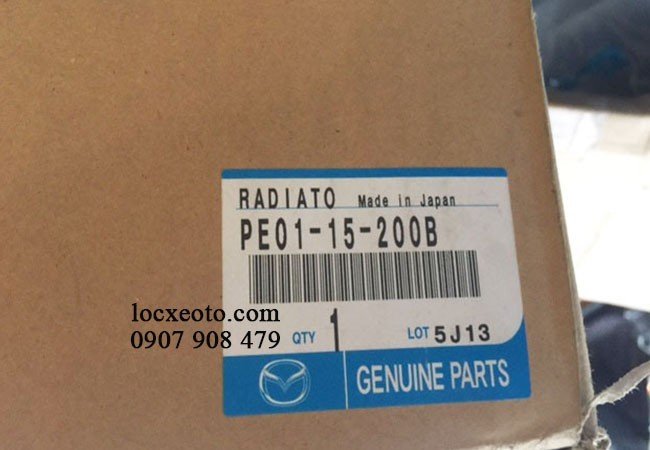 RADIATO Made in Japan
PE01-15-200B
locxeoto.com
0907 908 479
QTY 1 LOT 5J13
GENUINE PARTS